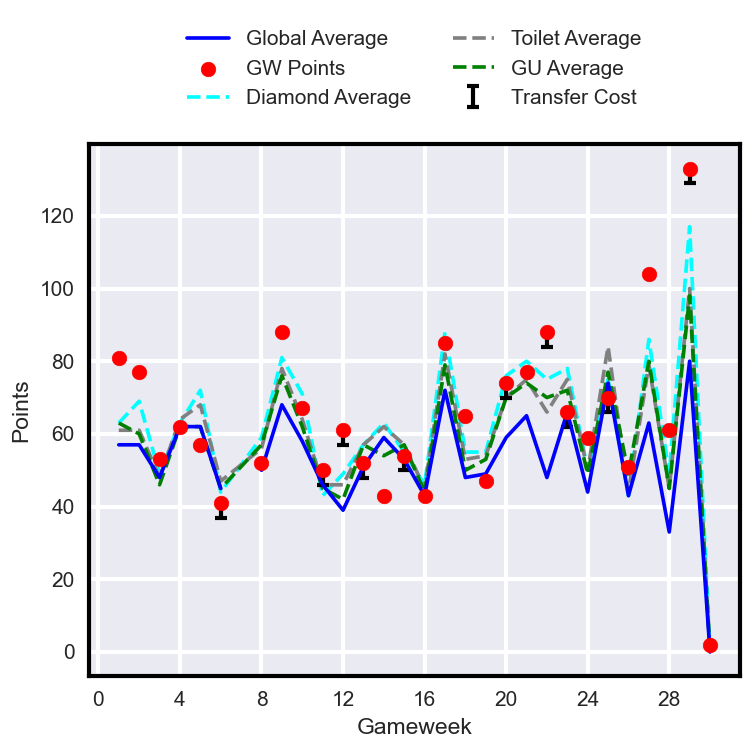 Global Average
GW Points
Diamond Average
Toilet Average
GU Average
Transfer Cost
Points
120
100
80
60
40
20
0
0 4 8 12 16 20 24 28
Gameweek